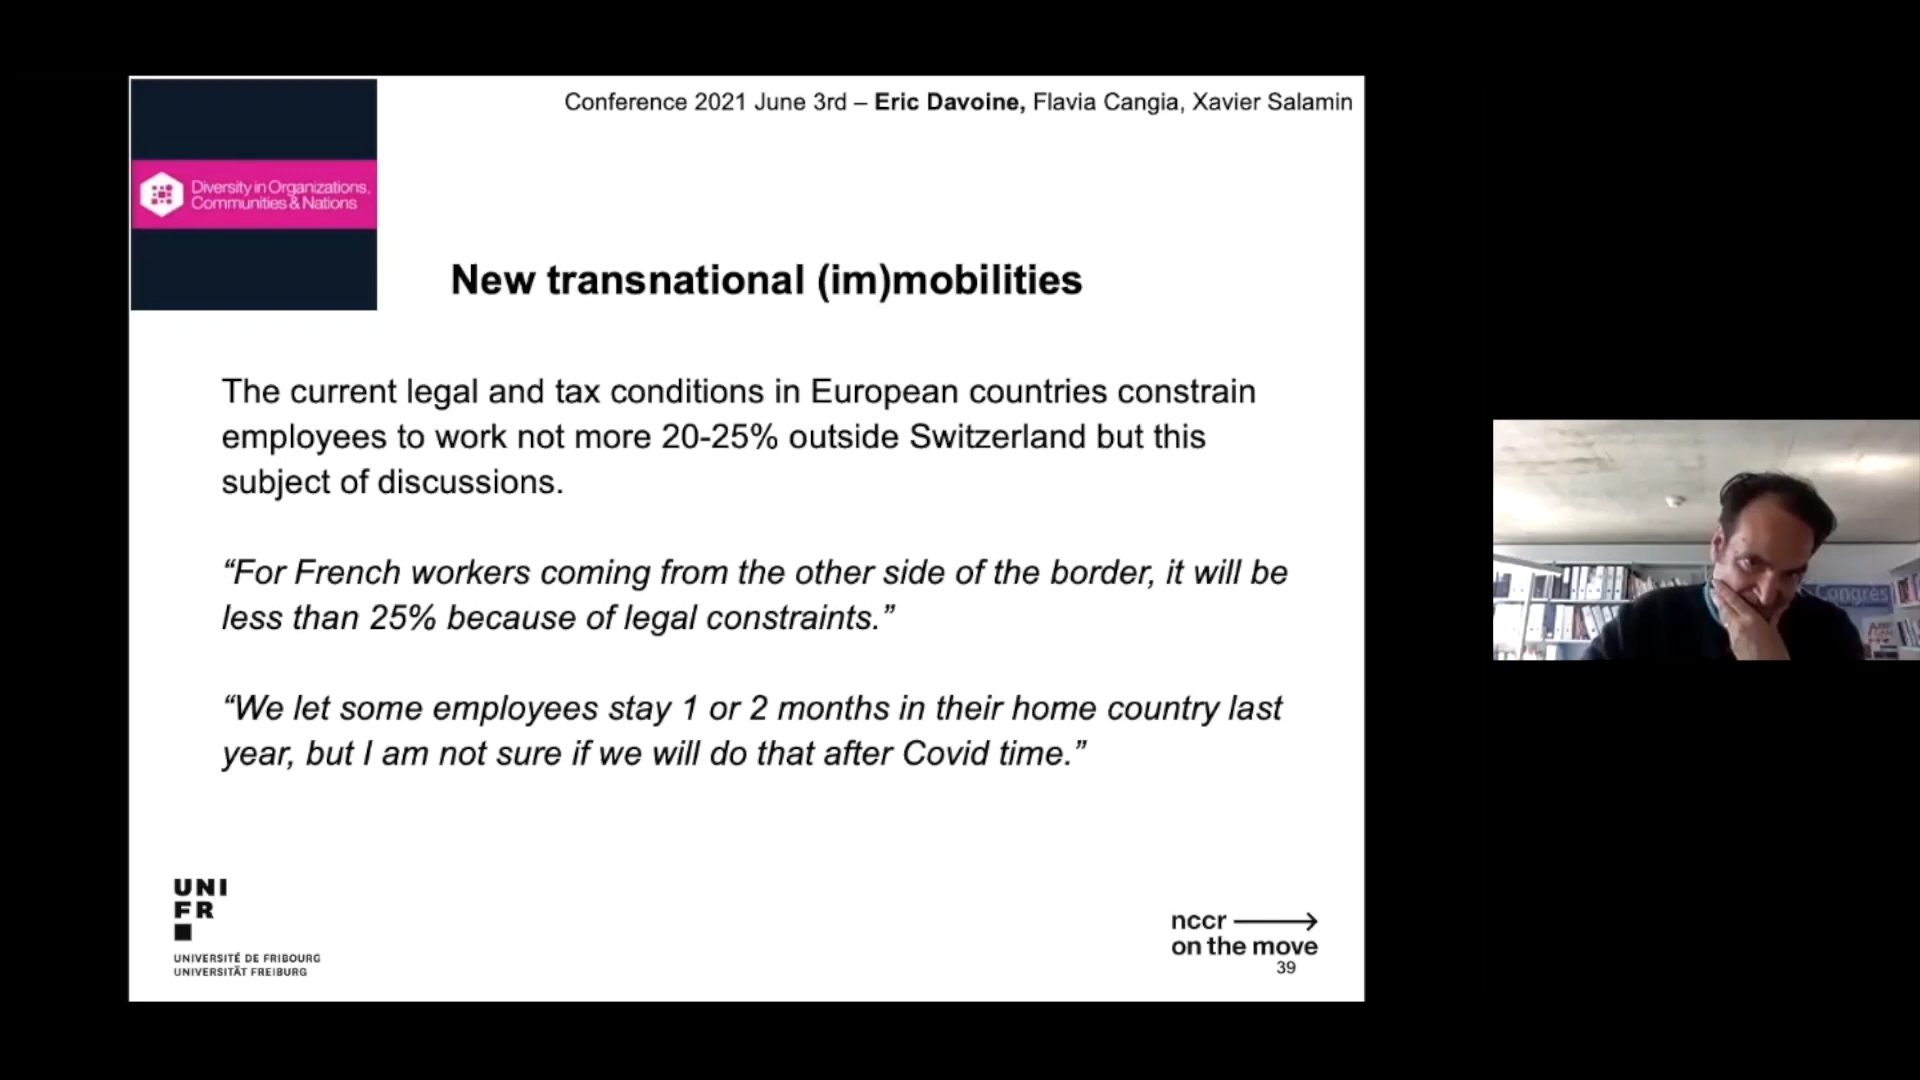 Conference 2021 June 3rd – Eric Davoine, Flavia Cangia, Xavier Salamin
Diversity in Organizations,
Communities & Nations
New transnational (im)mobilities
The current legal and tax conditions in European countries constrain
employees to work not more 20-25% outside Switzerland but this
subject of discussions.
“For French workers coming from the other side of the border, it will be
less than 25% because of legal constraints.”
“We let some employees stay 1 or 2 months in their home country last
year, but I am not sure if we will do that after Covid time.”
UNI
FR
UNIVERSITÉ DE FRIBOURG
UNIVERSITÄT FREIBURG
nccr
on the move
39
Congrès